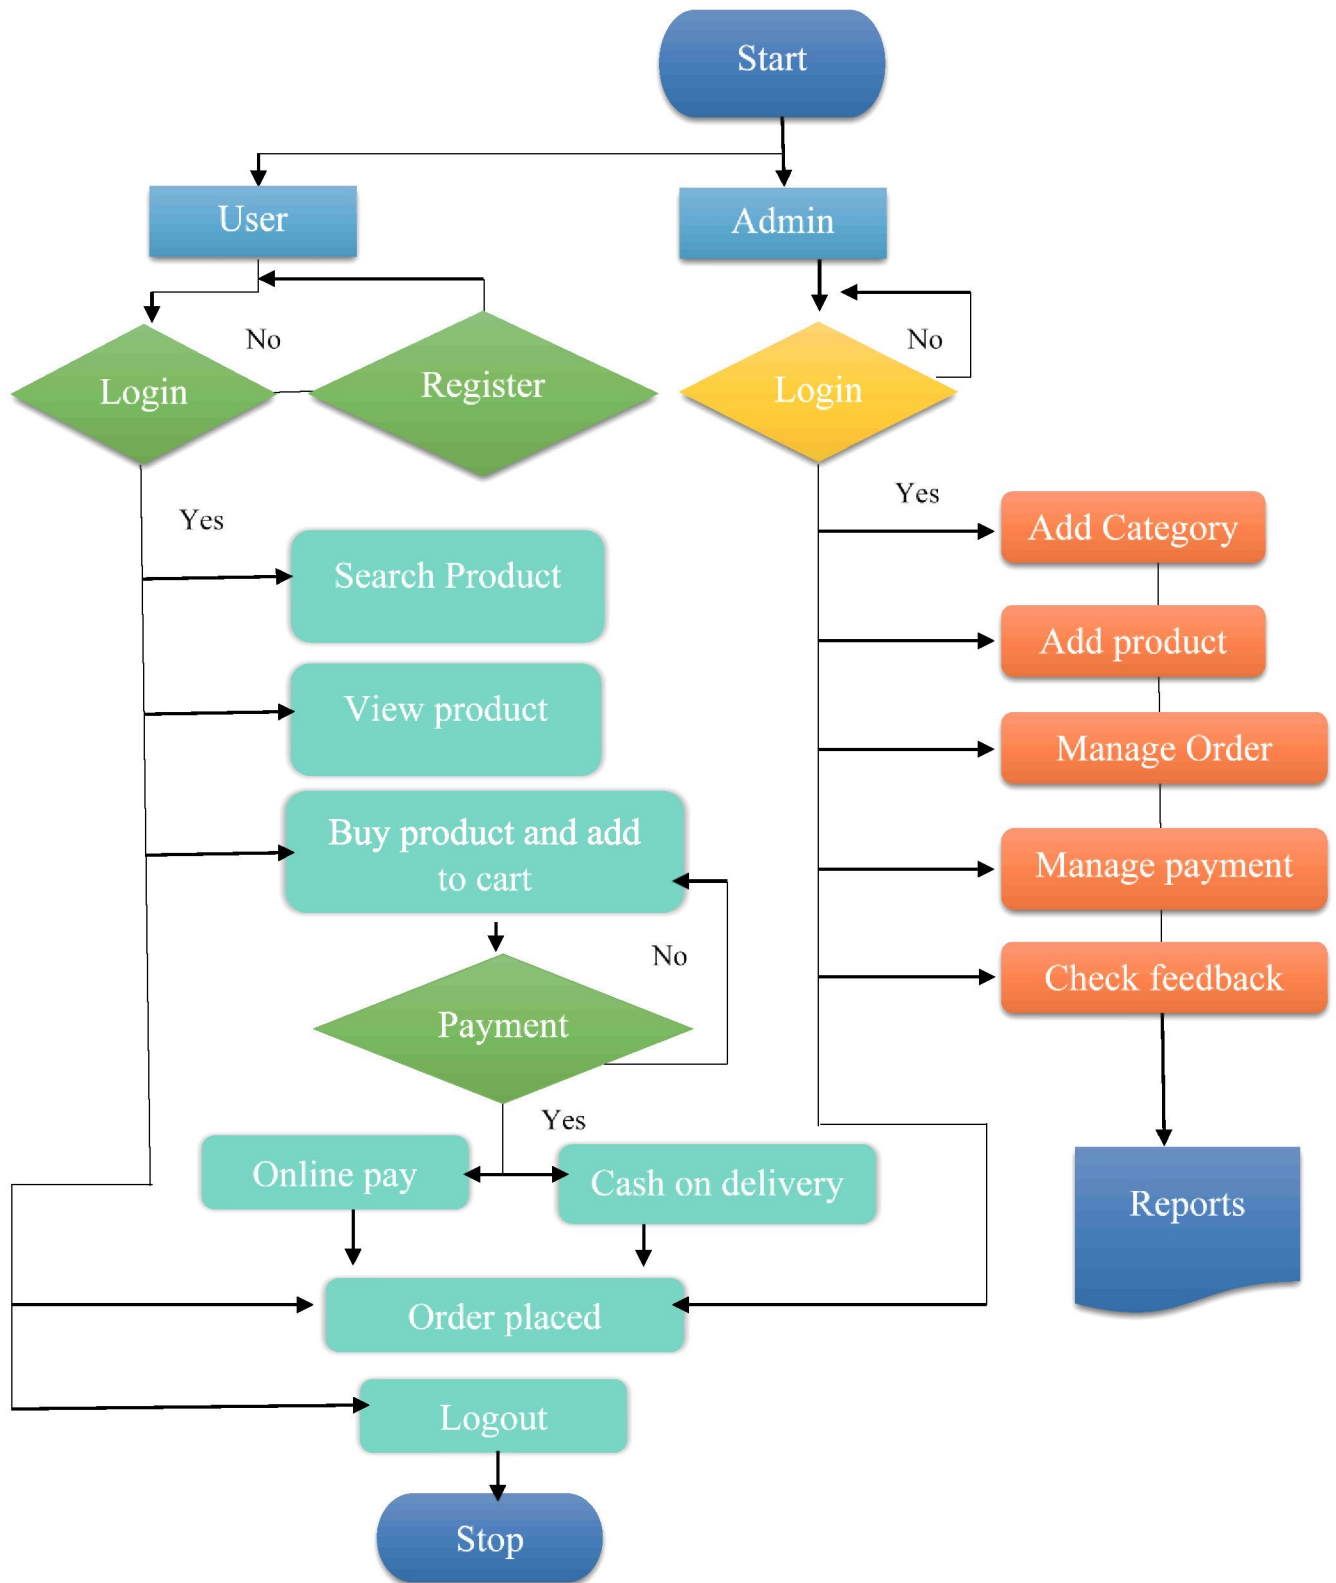 Start
User
Admin
No
No
Login
Register
Login
Yes
Yes
Search Product
Add Category
Add product
View product
Manage Order
Buy product and add
to cart
Manage payment
No
Check feedback
Payment
Yes
Online pay
Cash on delivery
Reports
Order placed
Logout
Stop